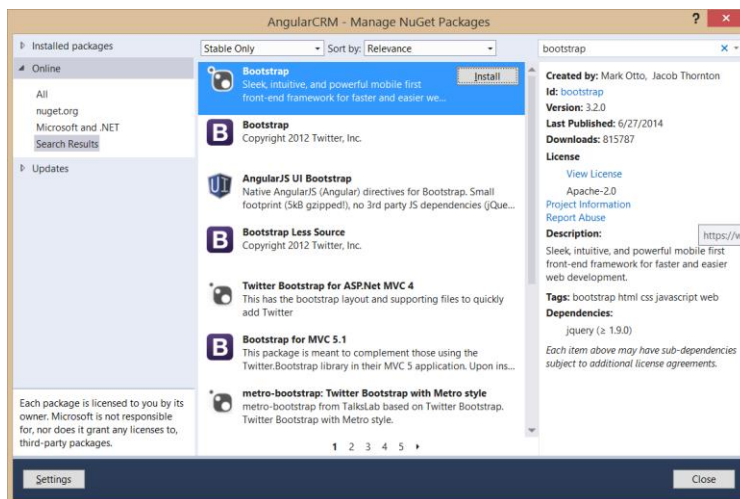 AngularCRM - Manage NuGet Packages
?
Installed packages
Online
All
nuget.org
Microsoft and .NET
Search Results
Updates
Each package is licensed to you by its
owner. Microsoft is not responsible
for, nor does it grant any licenses to,
third-party packages.
Stable Only
Sort by: Relevance
Bootstrap
Install
Sleek, intuitive, and powerful mobile first
front-end framework for faster and easier we...
B
Bootstrap
Copyright 2012 Twitter, Inc.
UI
AngularJS UI Bootstrap
Native AngularJS (Angular) directives for Bootstrap. Small
footprint (5kB gzipped!), no 3rd party JS dependencies (jQue...
B
Bootstrap Less Source
Copyright 2012 Twitter, Inc.
Twitter Bootstrap for ASP.Net MVC 4
This has the bootstrap layout and supporting files to quickly
add Twitter
B
Bootstrap for MVC 5.1
This package is meant to complement those using the
Twitter.Bootstrap library in their MVC 5 application. Upon ins...
metro-bootstrap: Twitter Bootstrap with Metro style
metro-bootstrap from TalksLab based on Twitter Bootstrap.
Twitter Bootstrap with Metro style.
1 2 3 4 5
bootstrap
Created by: Mark Otto, Jacob Thornton
Id: bootstrap
Version: 3.2.0
Last Published: 6/27/2014
Downloads: 815787
License
View License
Apache-2.0
Project Information
Report Abuse
https://w
Description:
Sleek, intuitive, and powerful mobile first
front-end framework for faster and easier
web development.
Tags: bootstrap html css javascript web
Dependencies:
jquery (≥ 1.9.0)
Each item above may have sub-dependencies
subject to additional license agreements.
Settings
Close